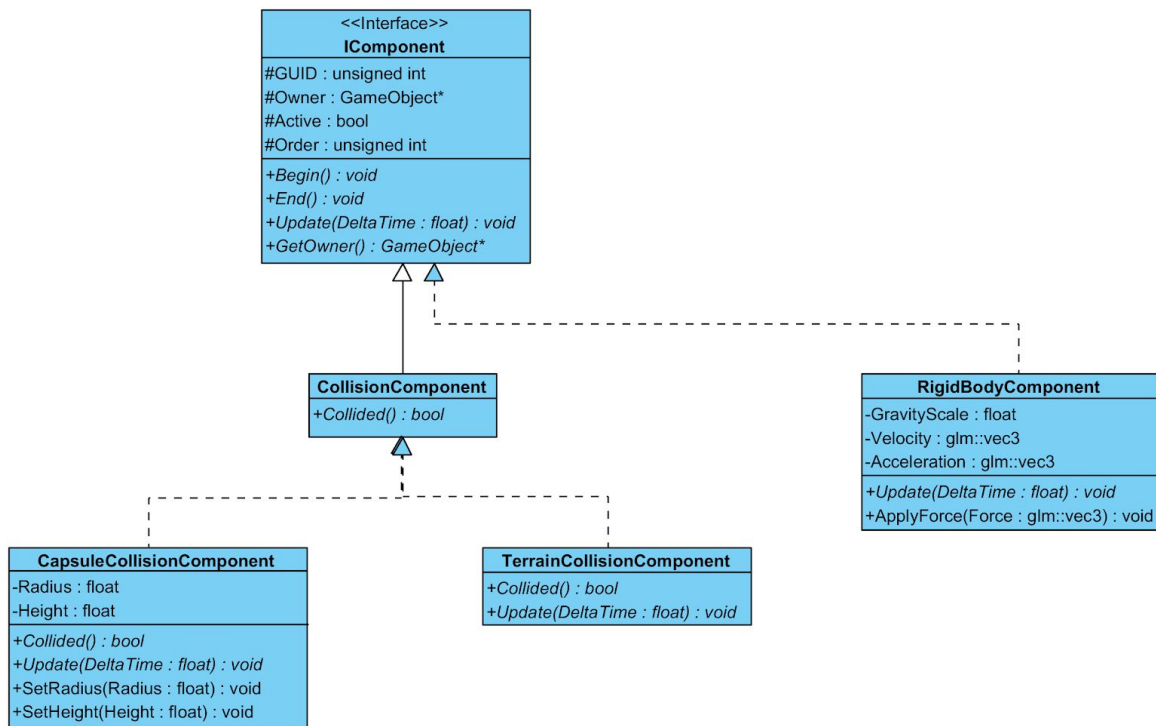 <<Interface>>
IComponent
#GUID : unsigned int
#Owner : GameObject*
#Active : bool
#Order : unsigned int
+Begin() : void
+End() : void
+Update(DeltaTime : float) : void
+GetOwner() : GameObject*
CollisionComponent
+Collided() : bool
RigidBodyComponent
-GravityScale : float
-Velocity : glm::vec3
-Acceleration : glm::vec3
+Update(DeltaTime : float) : void
+ApplyForce(Force : glm::vec3) : void
CapsuleCollisionComponent
-Radius : float
-Height : float
+Collided() : bool
+Update(DeltaTime : float) : void
+SetRadius(Radius : float) : void
+SetHeight(Height : float) : void
TerrainCollisionComponent
+Collided() : bool
+Update(DeltaTime : float) : void